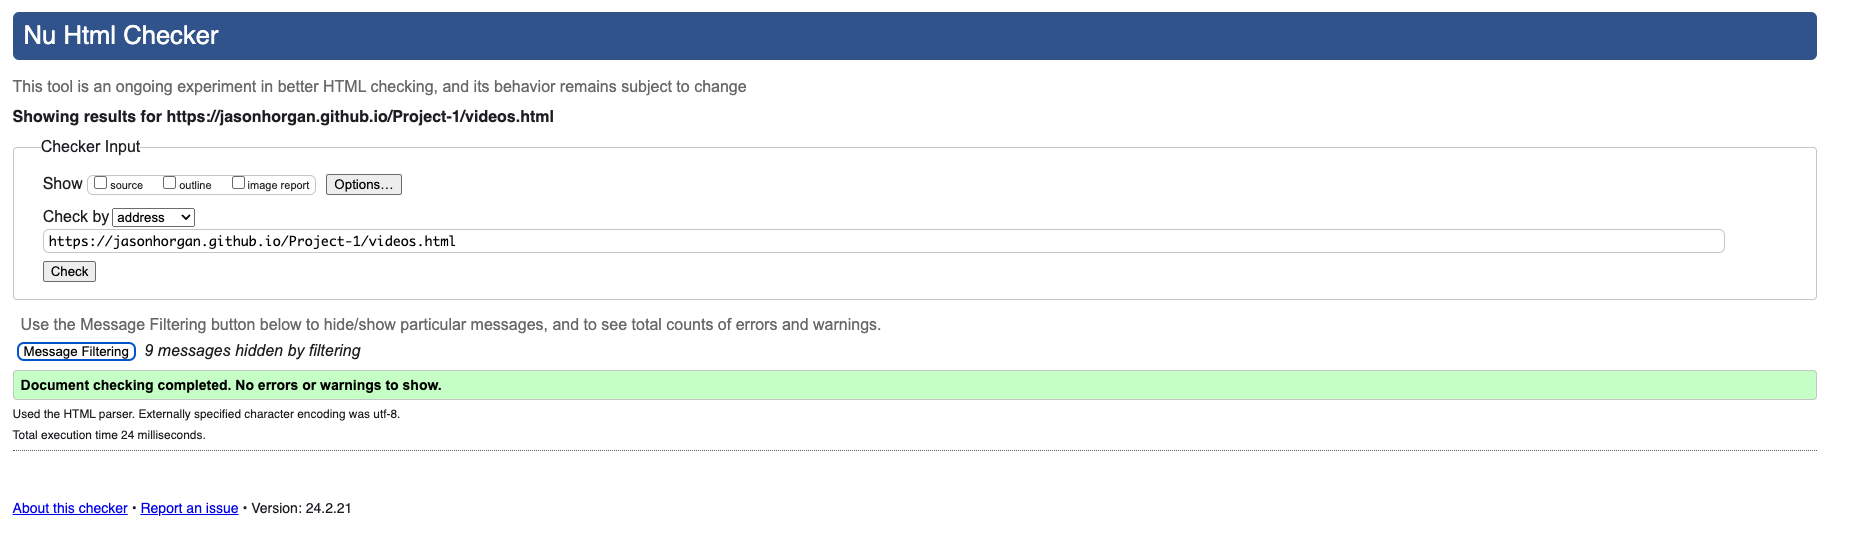 Nu Html Checker
This tool is an ongoing experiment in better HTML checking, and its behavior remains subject to change
Showing results for https://jasonhorgan.github.io/Project-1/videos.html
Checker Input
Show source outline image report Options...
Check by address
https://jasonhorgan.github.io/Project-1/videos.html
Check
Use the Message Filtering button below to hide/show particular messages, and to see total counts of errors and warnings.
Message Filtering 9 messages hidden by filtering
Document checking completed. No errors or warnings to show.
Used the HTML parser. Externally specified character encoding was utf-8.
Total execution time 24 milliseconds.
About this checker • Report an issue • Version: 24.2.21